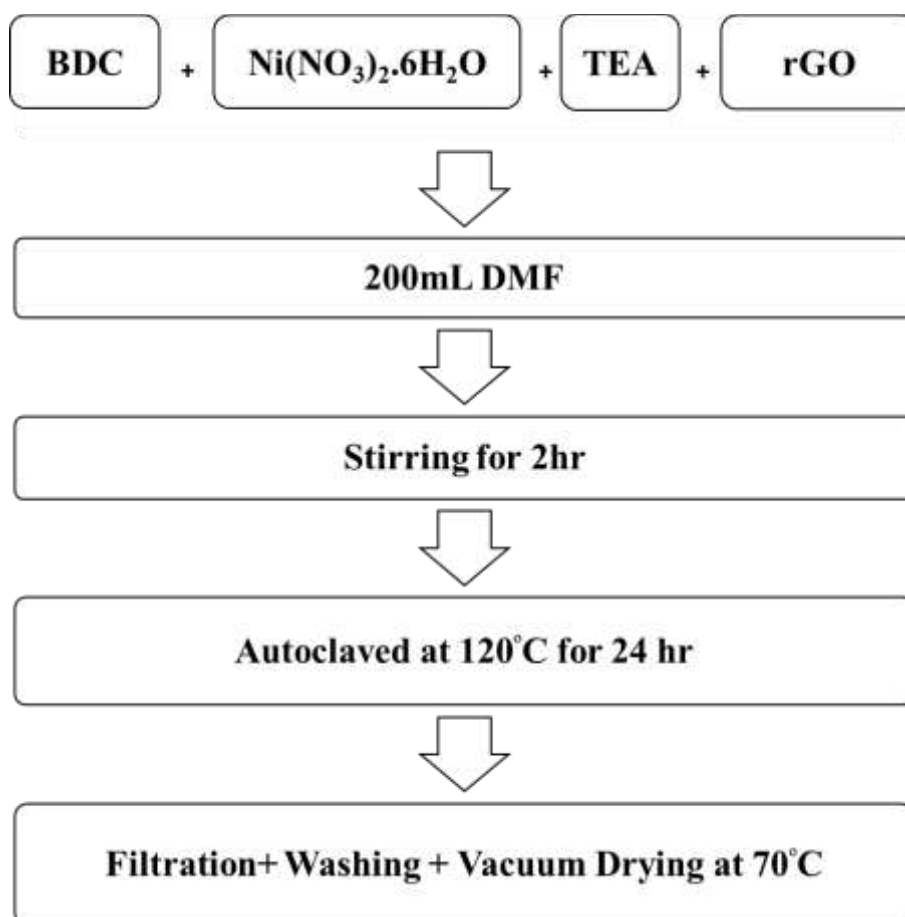 BDC + Ni(NO₃)₂.6H₂O + TEA + rGO
200mL DMF
Stirring for 2hr
Autoclaved at 120°C for 24 hr
Filtration+ Washing + Vacuum Drying at 70°C